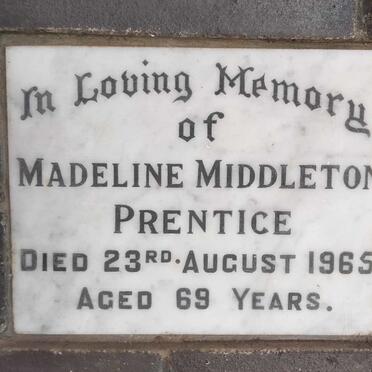 In Loving Memory
of
MADELINE MIDDLETON
PRENTICE
DIED 23RD. AUGUST 1965
AGED 69 YEARS.